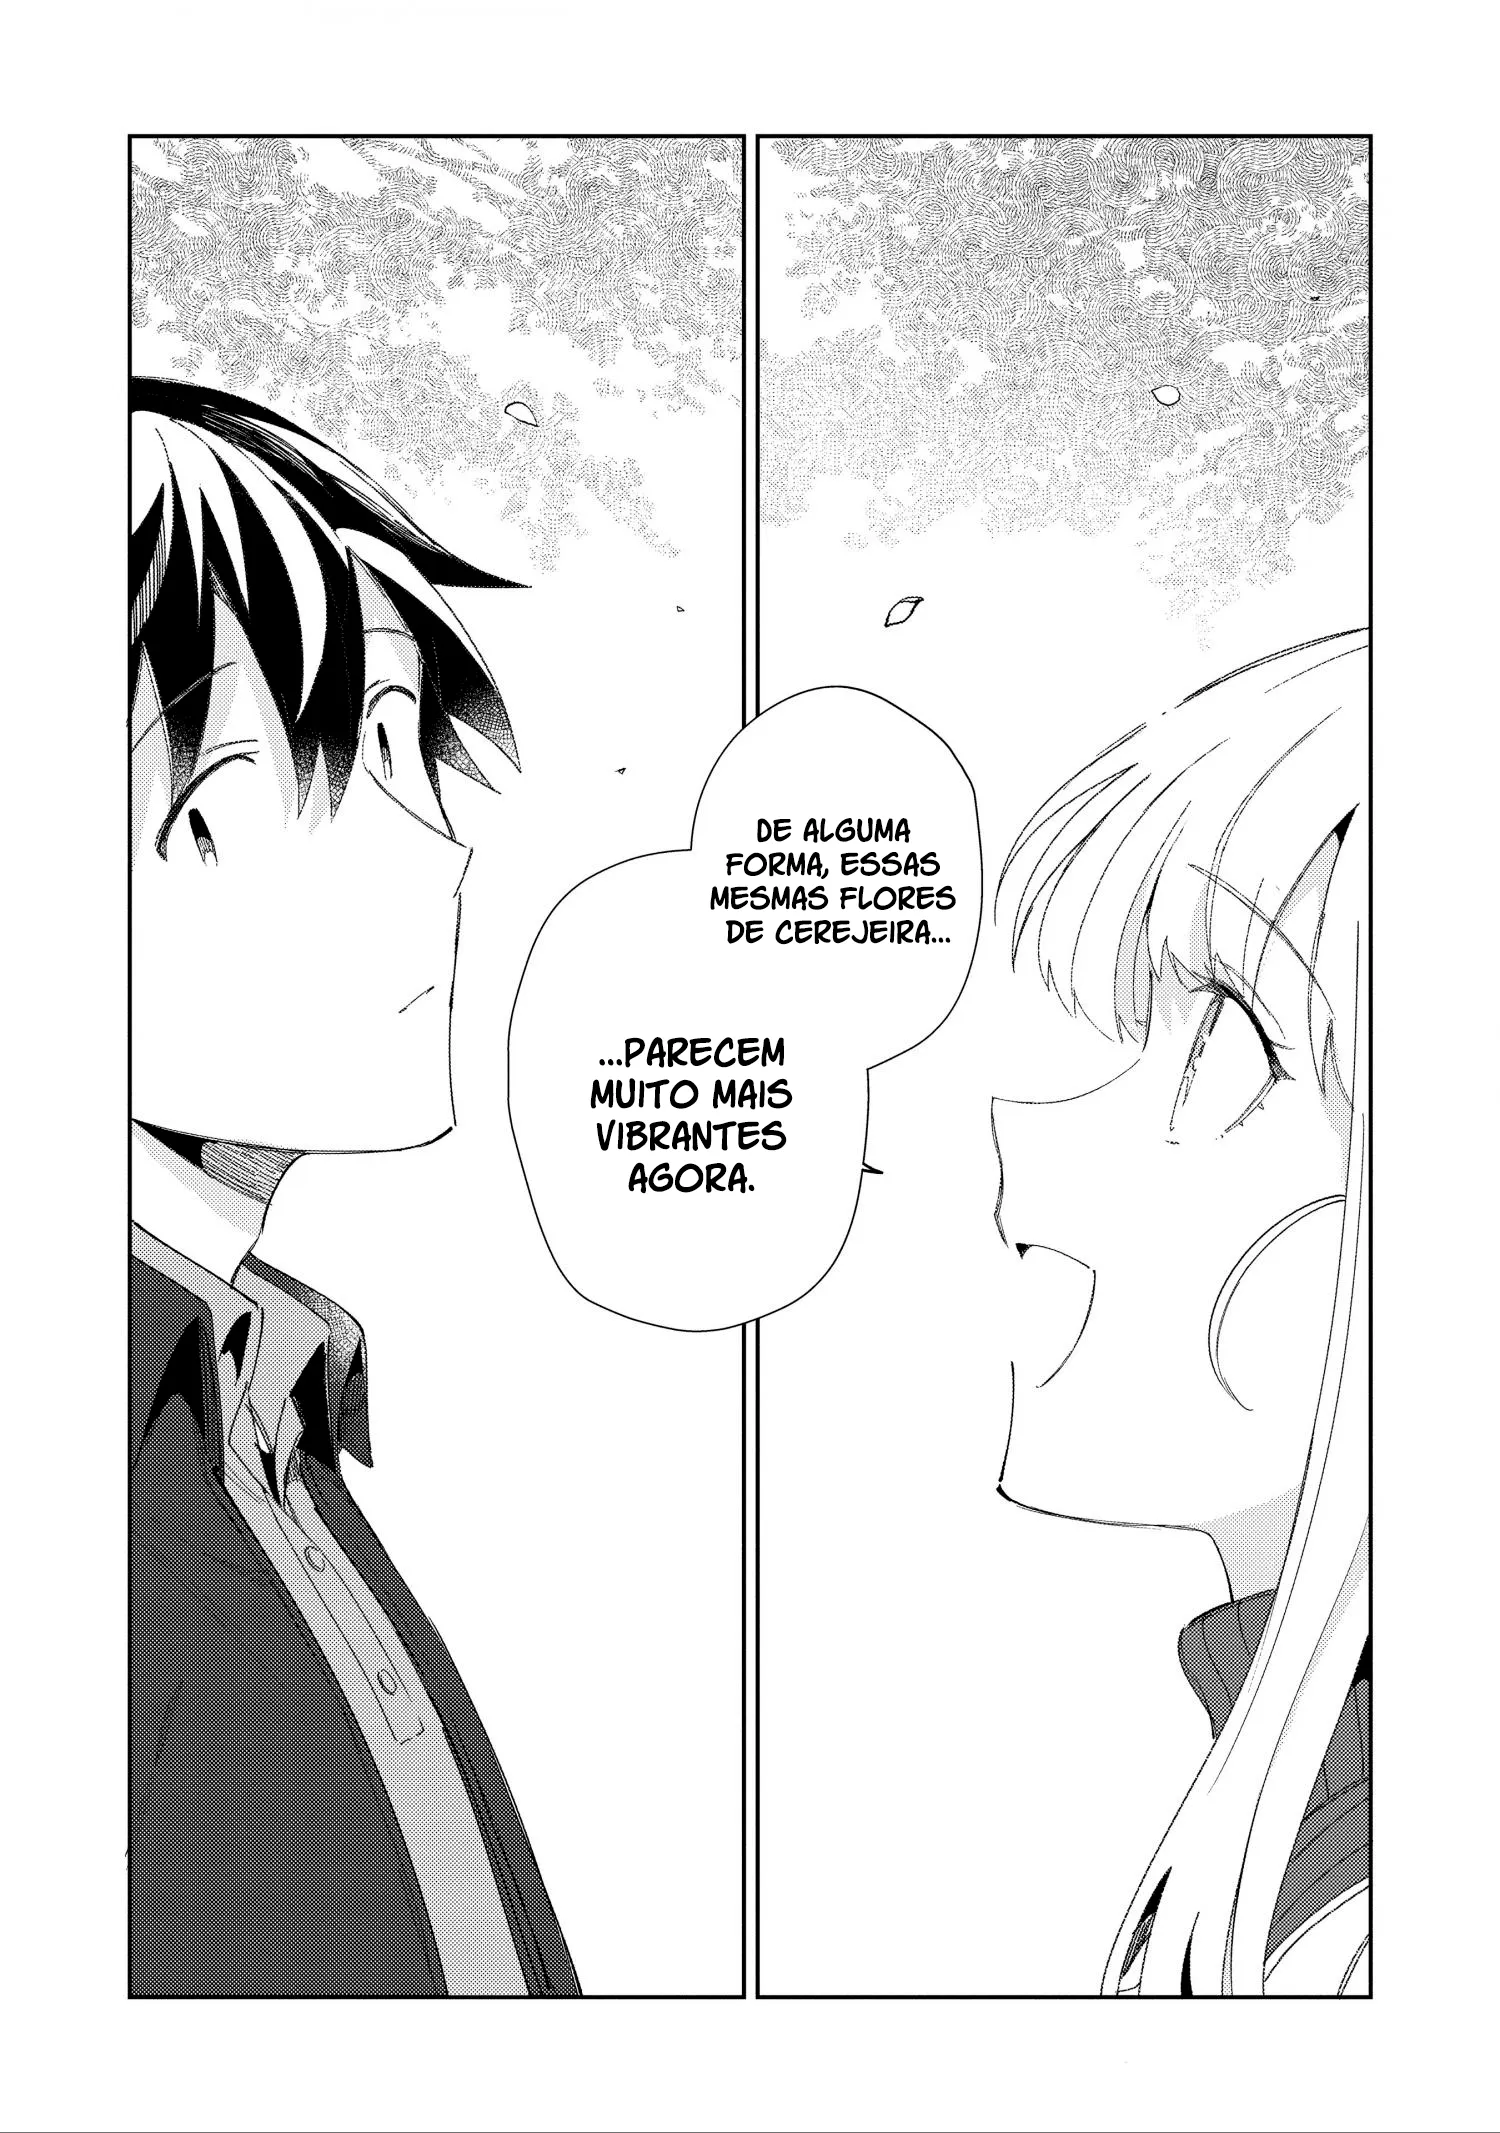 DE ALGUMA
FORMA, ESSAS
MESMAS FLORES
DE CEREJEIRA...
...PARECEM
MUITO MAIS
VIBRANTES
AGORA.